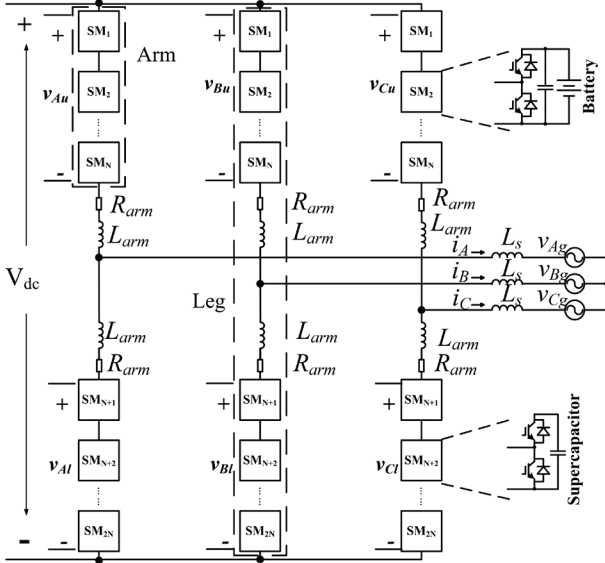 + + + +
SM1 SM1 SM1
Arm
vAu SM2 vBu SM2 vCu SM2
Battery
SMN SMN SMN
- - -
Rarm Rarm Rarm
Larm Larm Larm
iA Ls vAg
Vdc
iB Ls vBg
Leg
iC Ls vCg
Larm Larm Larm
Rarm Rarm Rarm
SMN+1 SMN+1 SMN+1
+ + +
vAl SMN+2 vBl SMN+2 vCl SMN+2
Supercapacitor
- SM2N SM2N SM2N
- - -